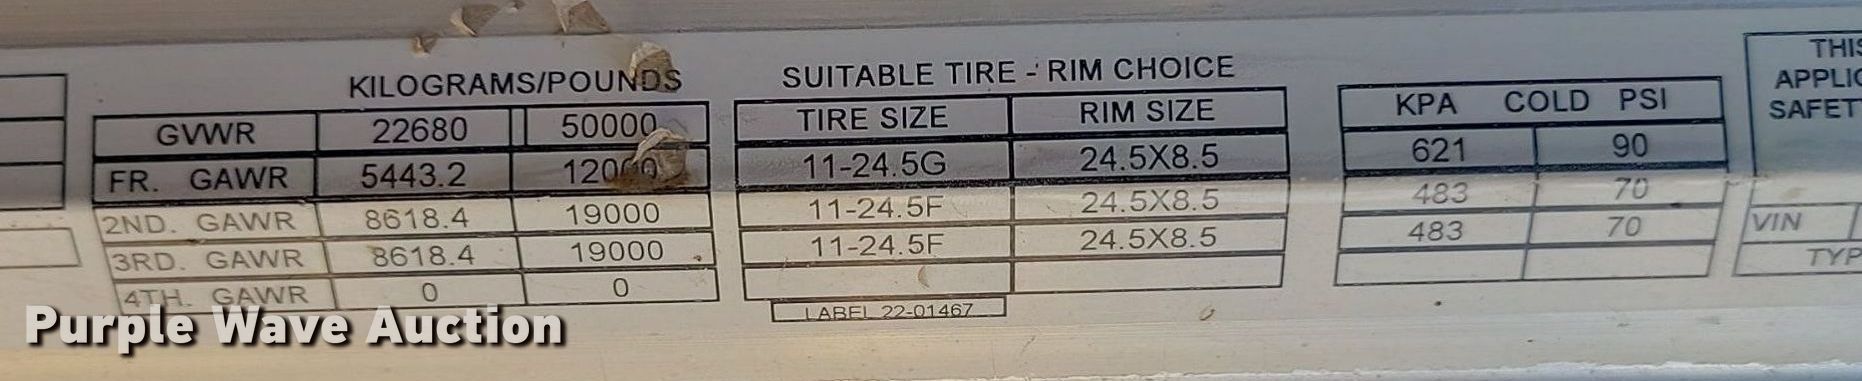 KILOGRAMS/POUNDS SUITABLE TIRE - RIM CHOICE
GVWR 22680 50000 TIRE SIZE RIM SIZE KPA COLD PSI
FR. GAWR 5443.2 12000 11-24.5G 24.5X8.5 621 90
2ND. GAWR 8618.4 19000 11-24.5F 24.5X8.5 483 70
3RD. GAWR 8618.4 19000 11-24.5F 24.5X8.5 483 70
4TH. GAWR 0 0
LABEL 22-01467
THIS
APPLIC
SAFETY
VIN
TYP
Purple Wave Auction